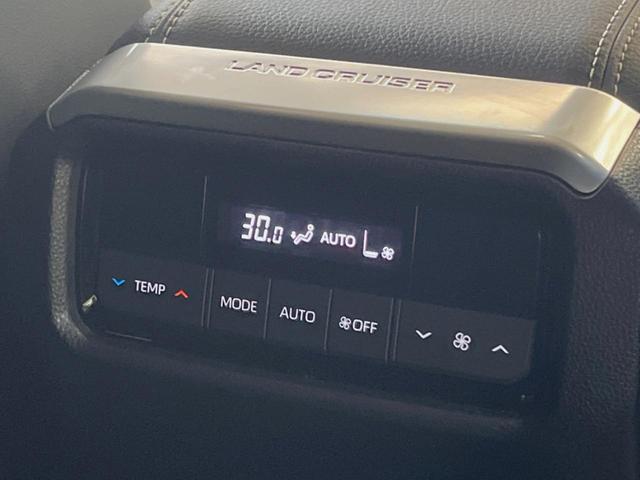 LAND CRUISER
30.0 AUTO
TEMP MODE AUTO OFF